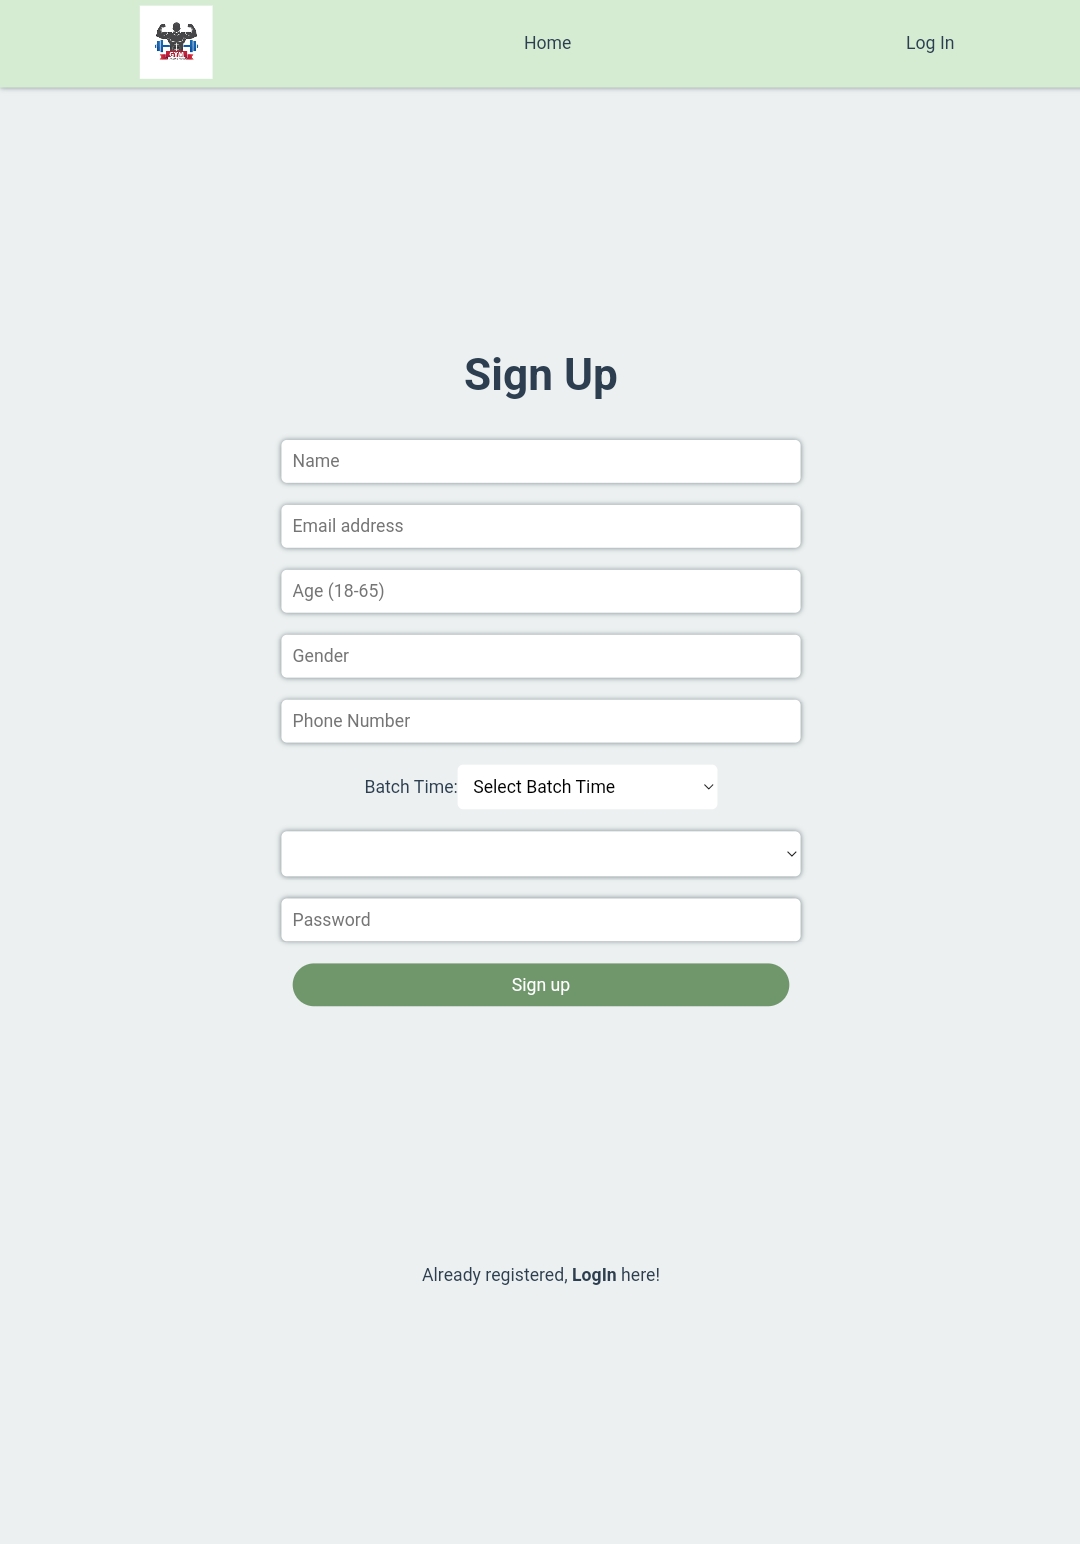 GYM
Home
Log In
Sign Up
Name
Email address
Age (18-65)
Gender
Phone Number
Batch Time: Select Batch Time
Password
Sign up
Already registered, LogIn here!